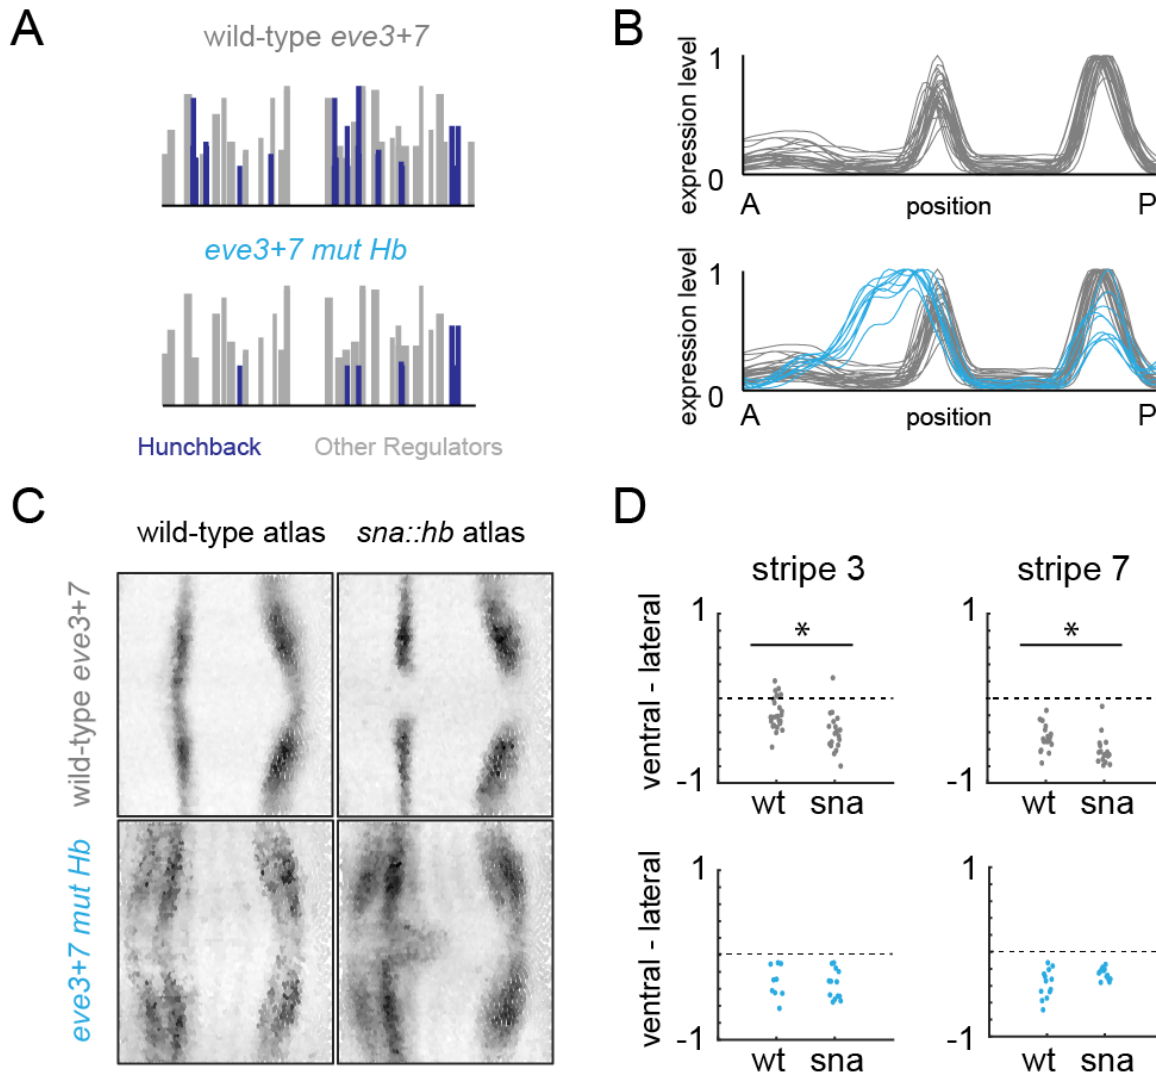 A
wild-type eve3+7
eve3+7 mut Hb
Hunchback
Other Regulators
B
expression level
1
0
A
position
P
expression level
1
0
A
position
P
C
wild-type atlas
sna::hb atlas
wild-type eve3+7
eve3+7 mut Hb
D
stripe 3
stripe 7
ventral - lateral
1
*
-1
wt
sna
1
*
-1
wt
sna
ventral - lateral
1
-1
wt
sna
1
-1
wt
sna